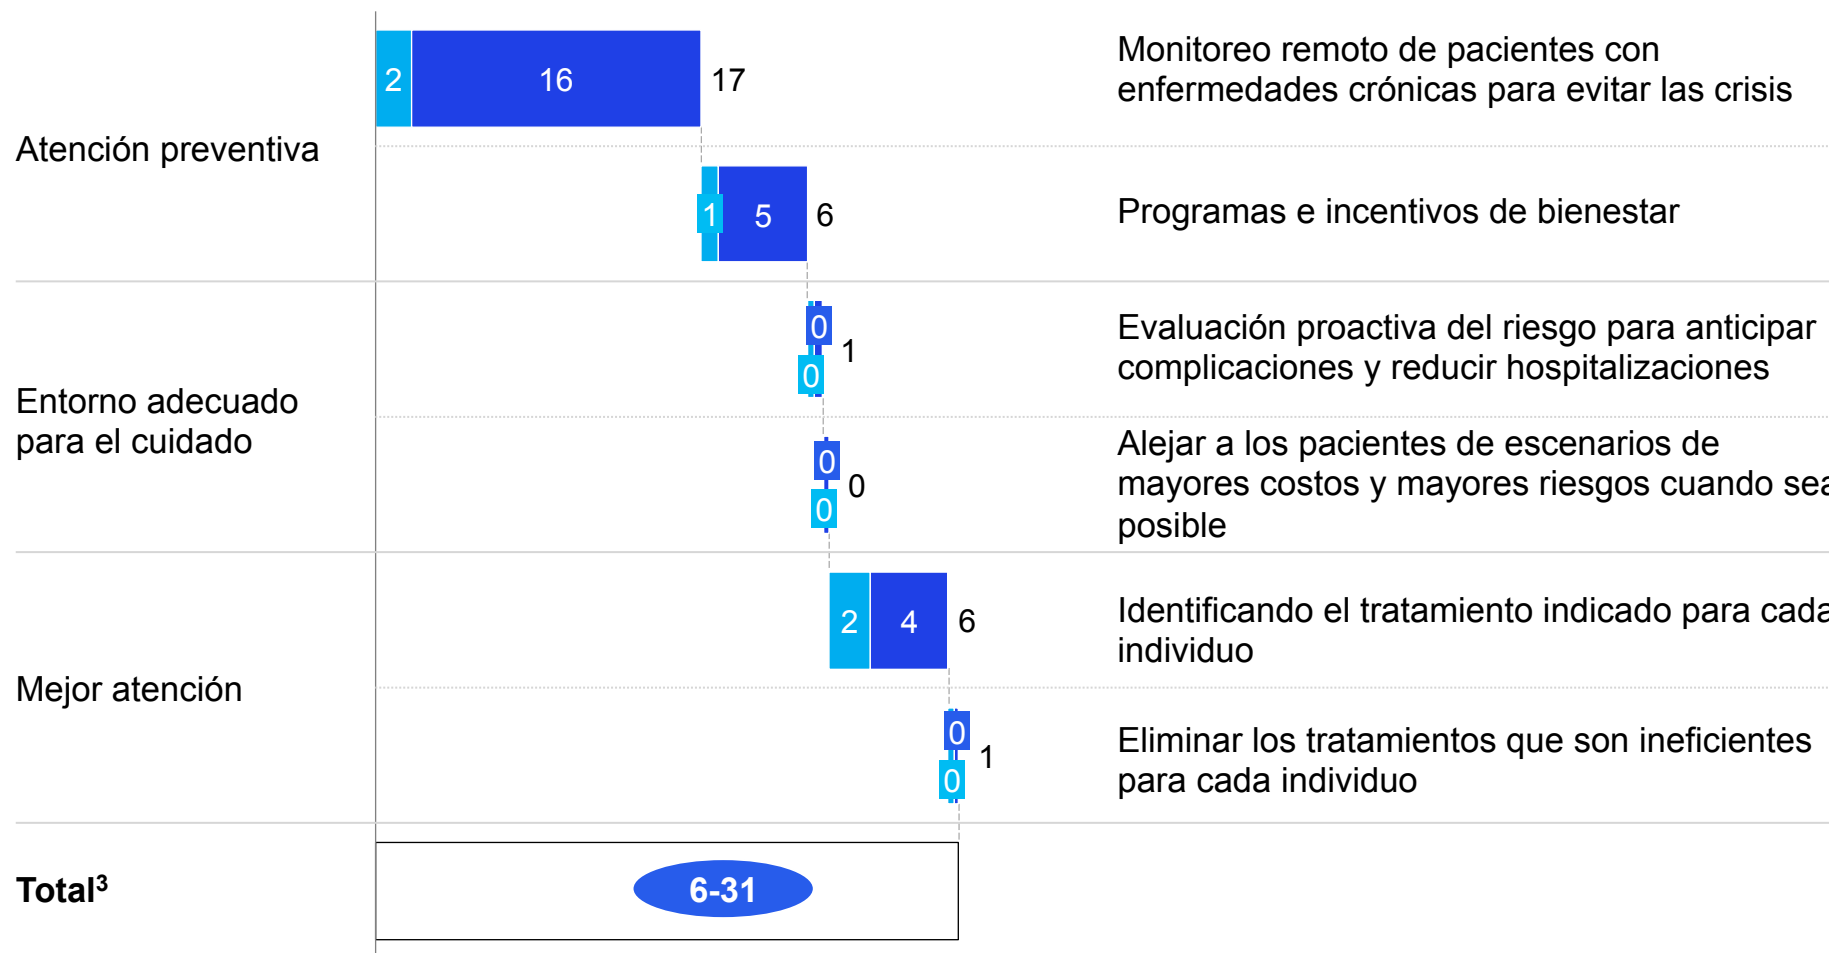 2
16
17
Monitoreo remoto de pacientes con
enfermedades crónicas para evitar las crisis
Atención preventiva
1
5
6
Programas e incentivos de bienestar
0
0
1
Evaluación proactiva del riesgo para anticipar
complicaciones y reducir hospitalizaciones
Entorno adecuado
para el cuidado
0
0
0
Alejar a los pacientes de escenarios de
mayores costos y mayores riesgos cuando sea
posible
2
4
6
Identificando el tratamiento indicado para cada
individuo
Mejor atención
0
0
1
Eliminar los tratamientos que son ineficientes
para cada individuo
Total³
6-31